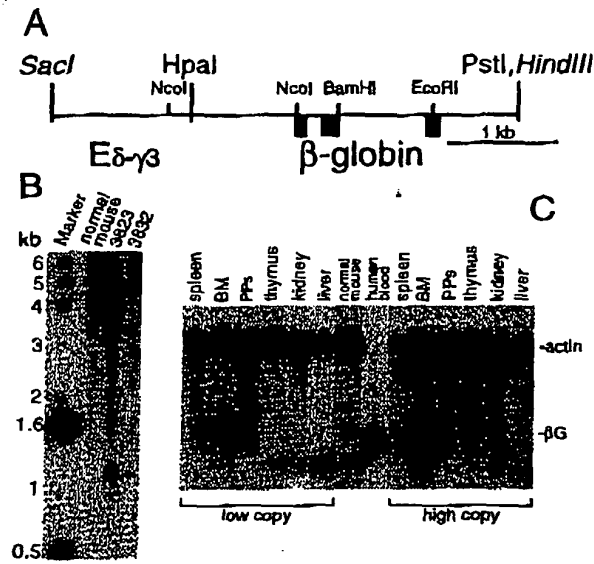 A
SacI HpaI PstI,HindIII
NcoI NcoI BamHI EcoRI
1 kb
Eδ-γ3 β-globin
B
kb Marker normal mouse 3823 3832
6
5
4
3
2
1.6
1
0.5
C
spleen BM PPs thymus kidney liver normal mouse human blood spleen BM PPs thymus kidney liver
-actin
-βG
low copy high copy